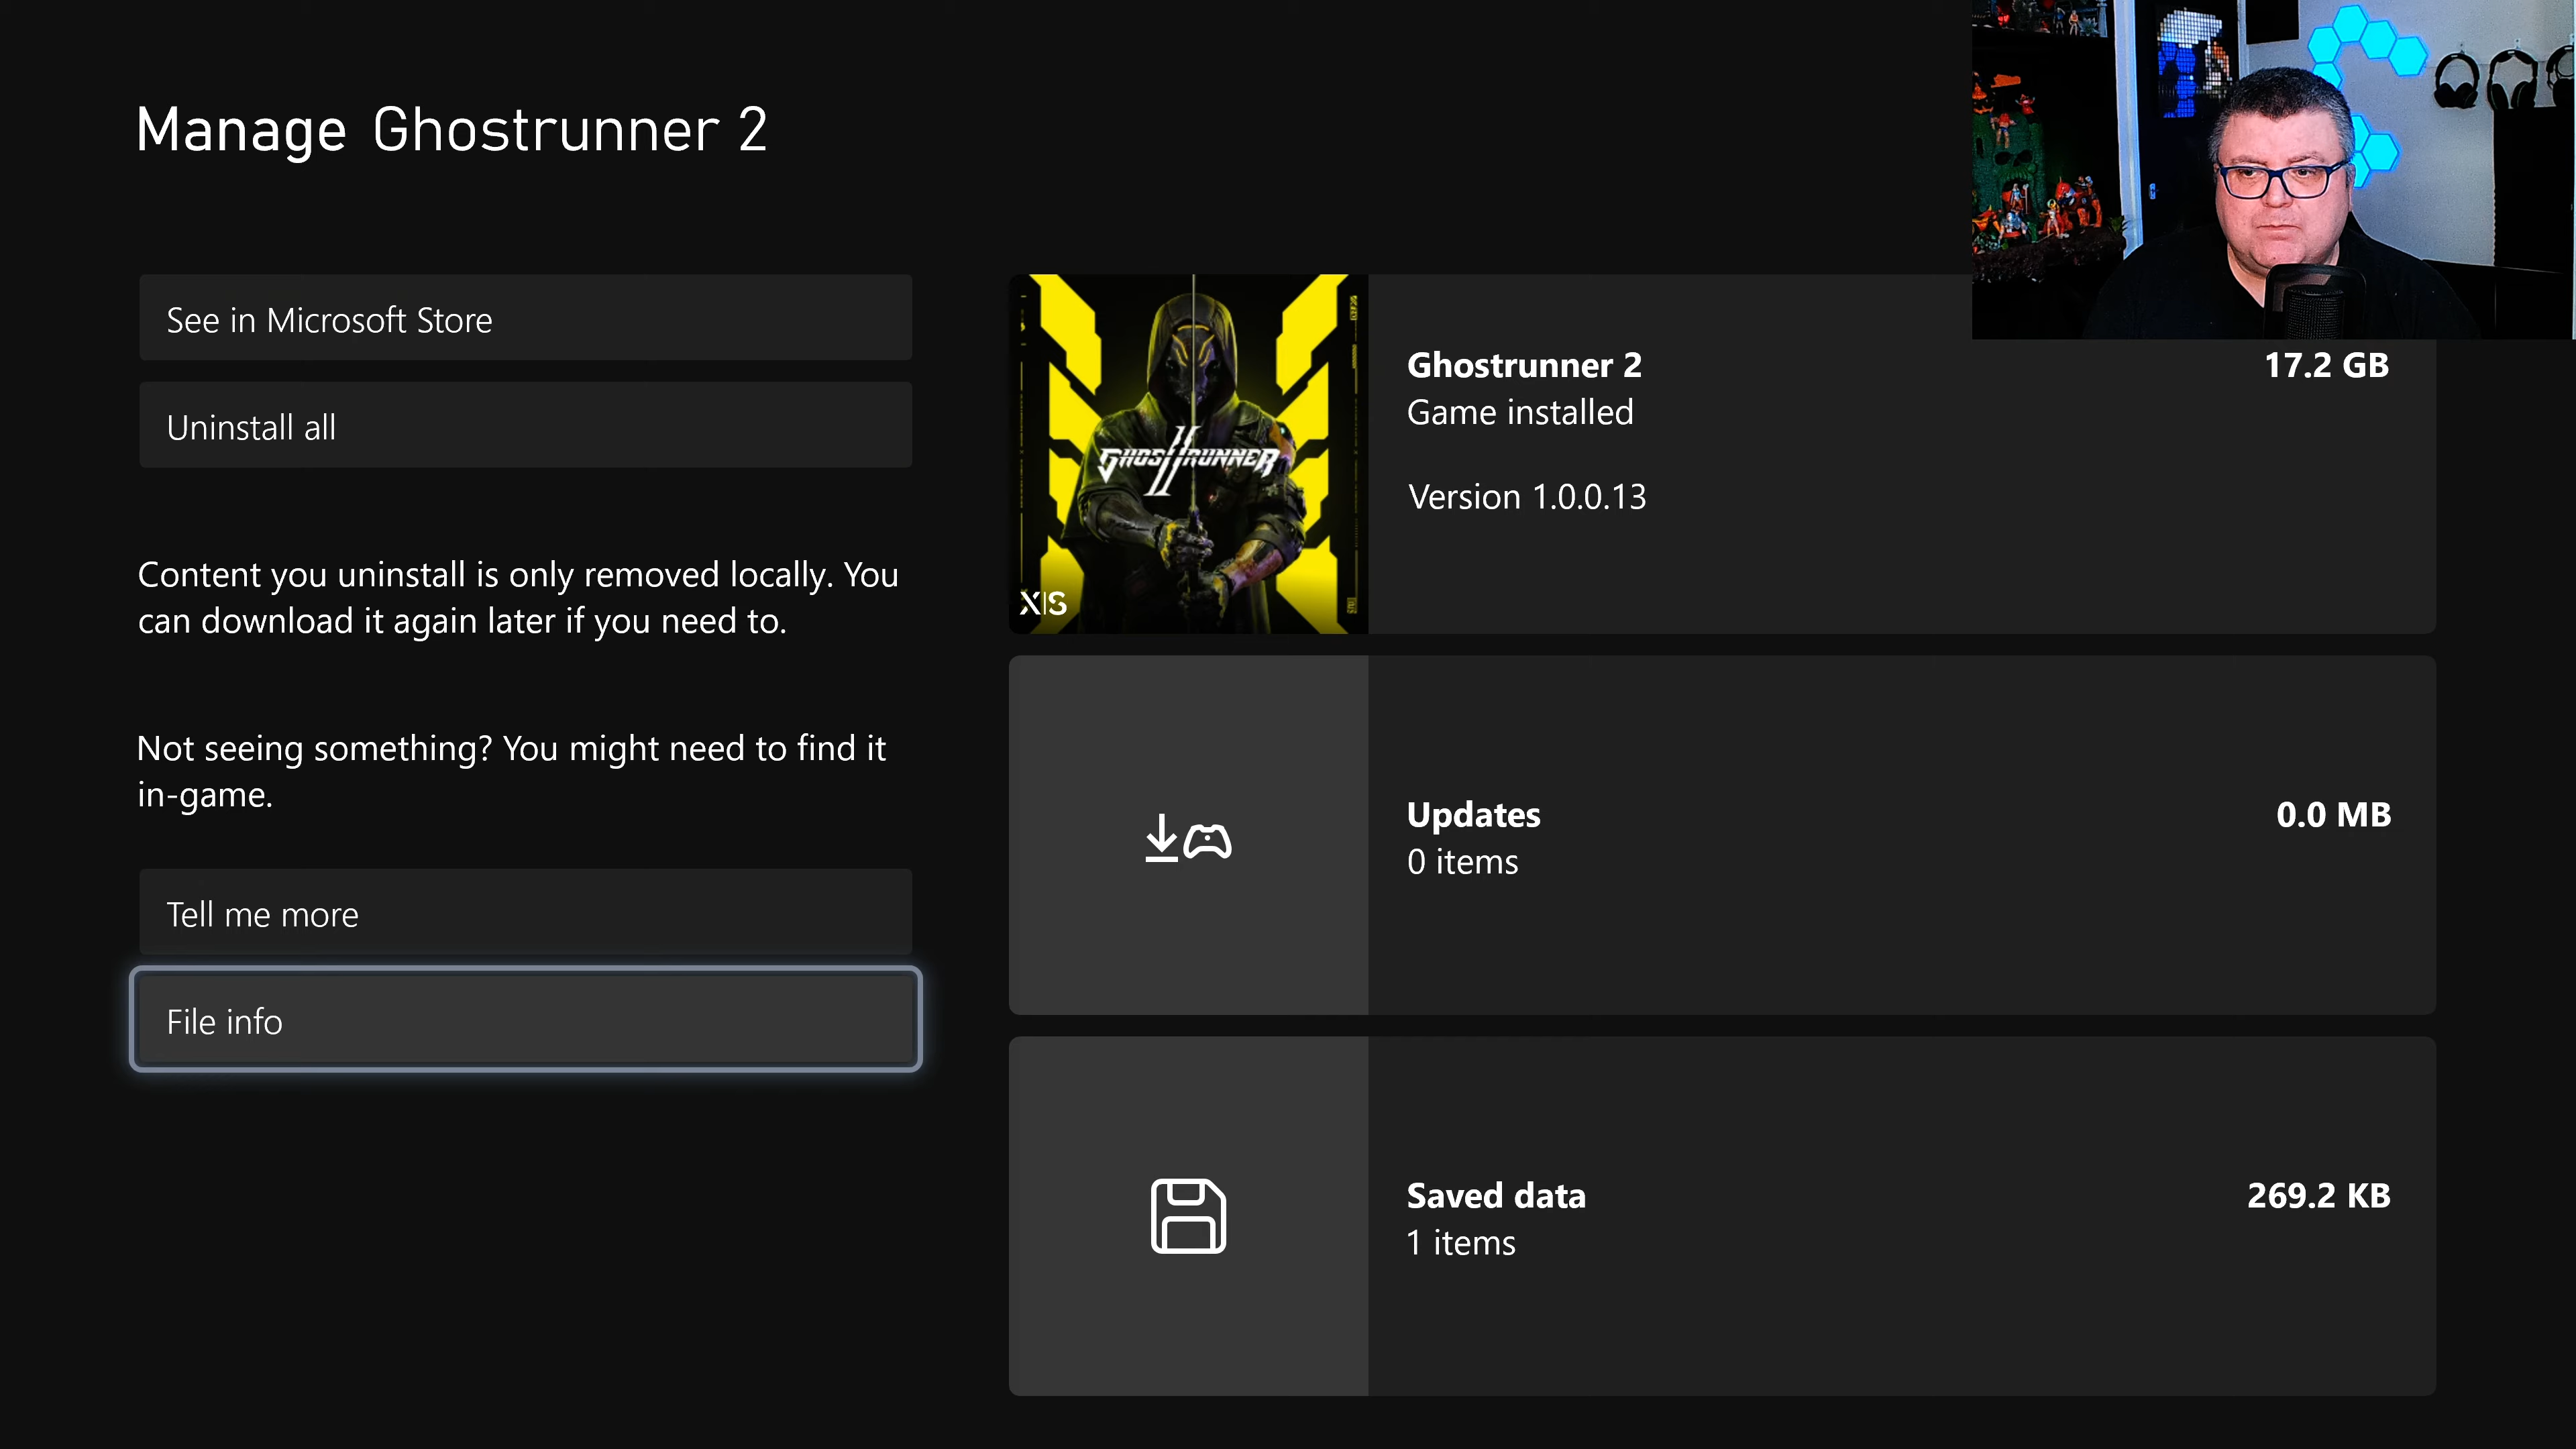 Manage Ghostrunner 2
See in Microsoft Store
Uninstall all
Content you uninstall is only removed locally. You
can download it again later if you need to.
Not seeing something? You might need to find it
in-game.
Tell me more
File info
GHOSTRUNNER
II
X|S
Ghostrunner 2
17.2 GB
Game installed
Version 1.0.0.13
Updates
0.0 MB
0 items
Saved data
269.2 KB
1 items